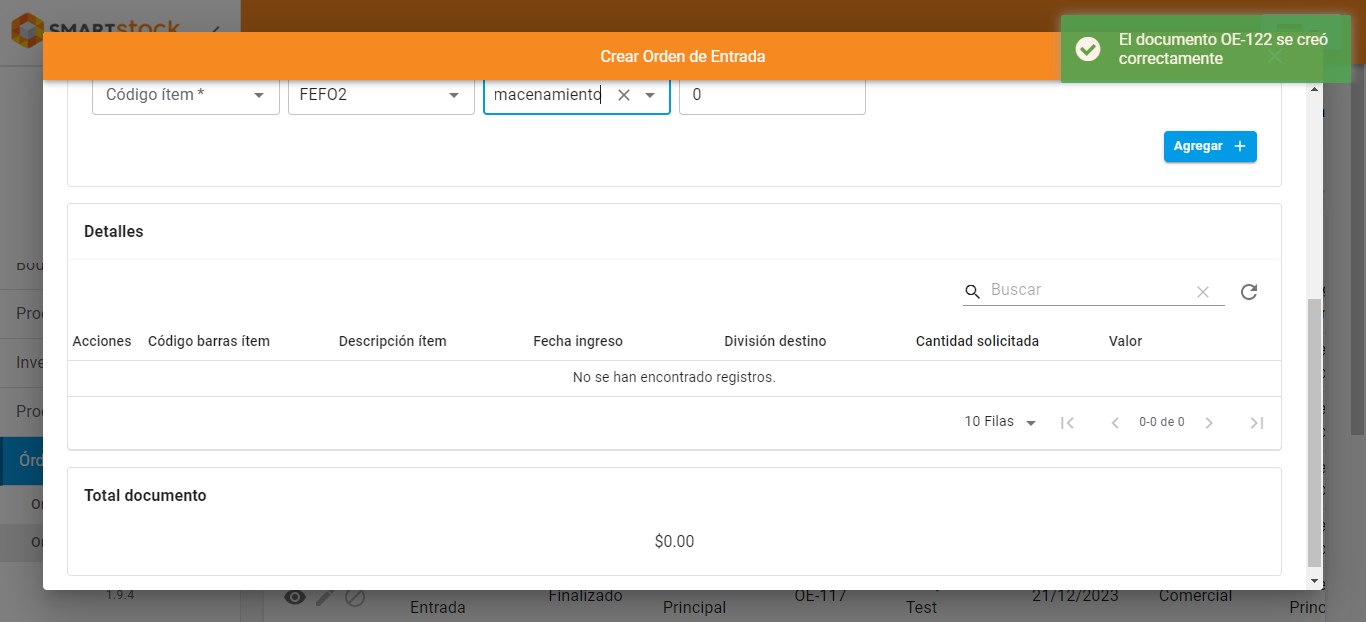 SMARTstock
Crear Orden de Entrada
El documento OE-122 se creó
correctamente
Código ítem *
FEFO2
macenamiento
0
Agregar +
Detalles
Buscar
Acciones
Código barras ítem
Descripción ítem
Fecha ingreso
División destino
Cantidad solicitada
Valor
No se han encontrado registros.
10 Filas
0-0 de 0
Total documento
$0.00
Proc
Inve
Proc
Órd
1.9.4
Entrada
Finalizado
Principal
OE-117
Test
21/12/2023
Comercial
Princ